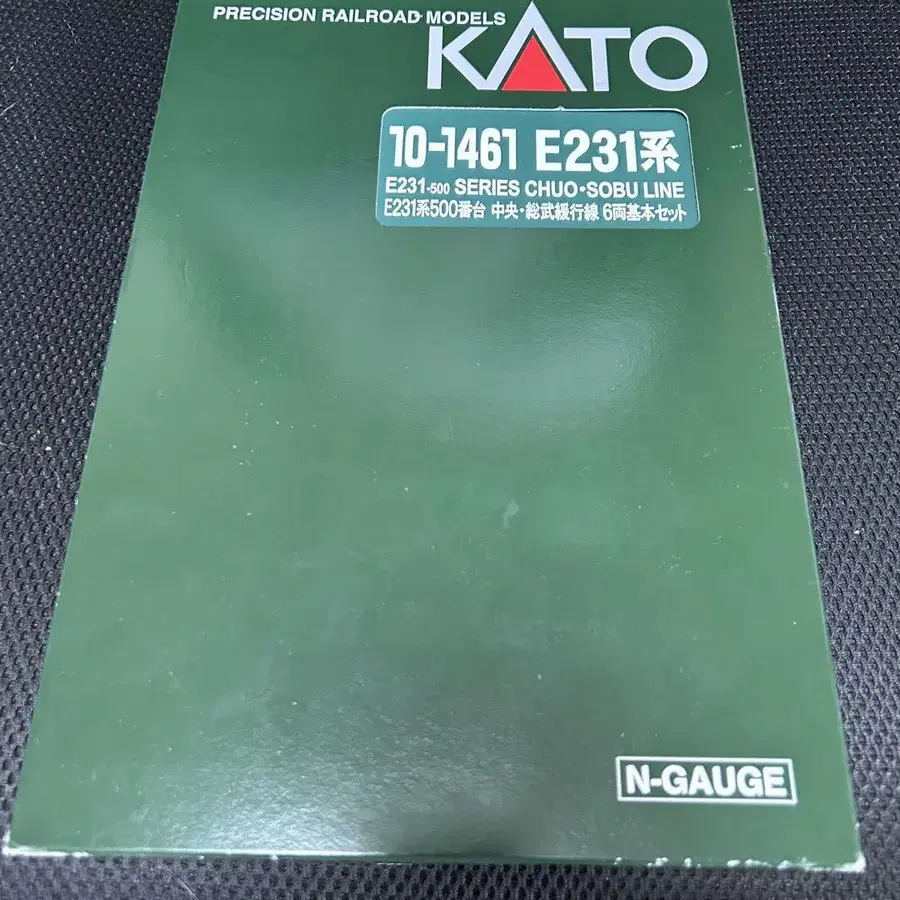 PRECISION RAILROAD MODELS
KATO
10-1461 E231系
E231-500 SERIES CHUO・SOBU LINE
E231系500番台 中央・総武緩行線 6両基本セット
N-GAUGE